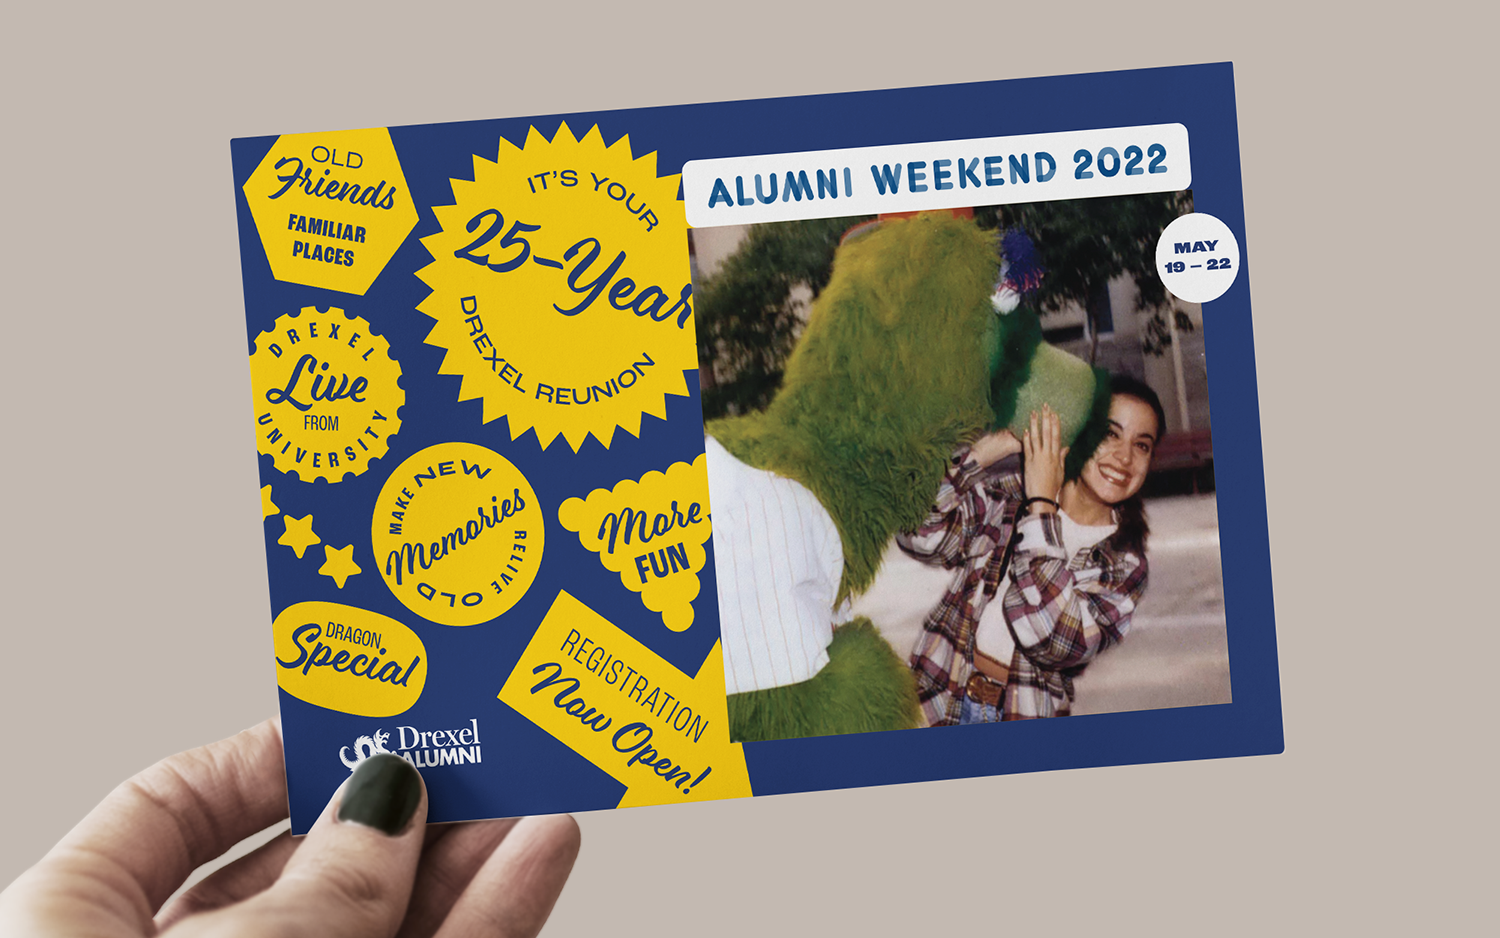 OLD
Friends
FAMILIAR
PLACES
IT'S YOUR
25-Year
DREXEL REUNION
ALUMNI WEEKEND 2022
MAY
19 – 22
DREXEL
Live
FROM
UNIVERSITY
MAKE NEW
Memories
RELIVE OLD
More
FUN
DRAGON
Special
REGISTRATION
Now Open!
Drexel
ALUMNI